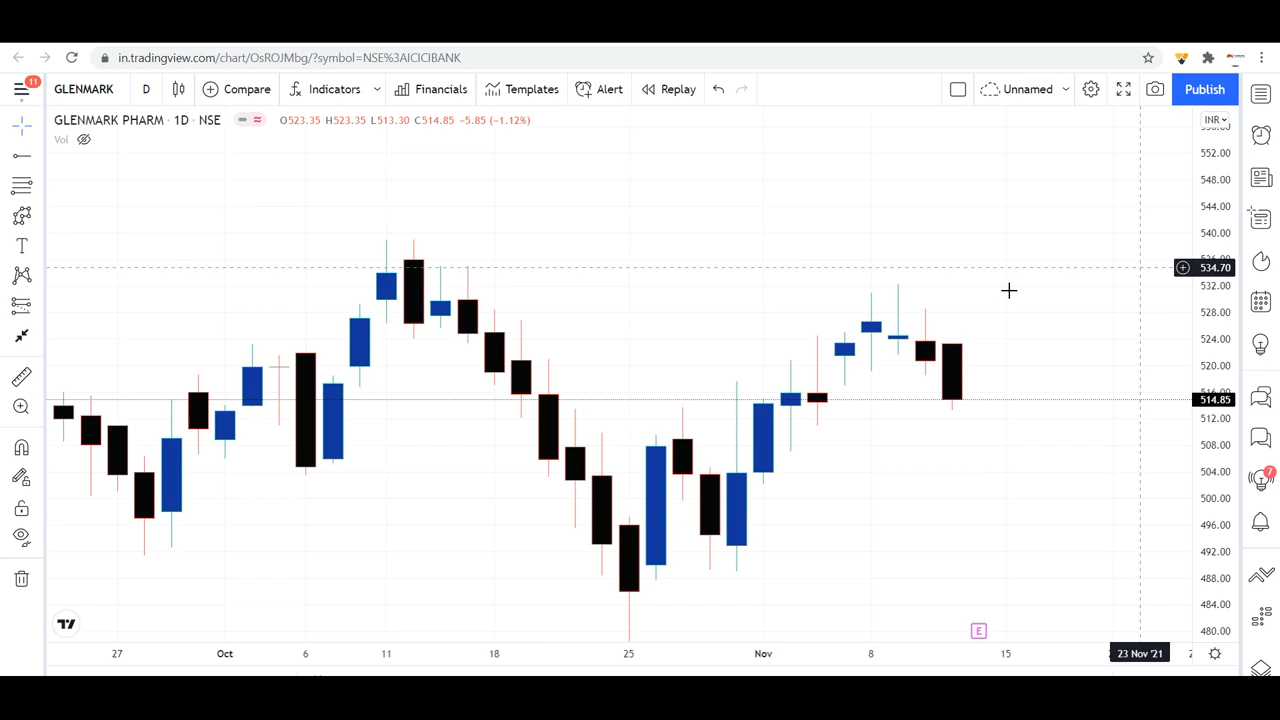 in.tradingview.com/chart/OsROJMbg/?symbol=NSE%3AICICIBANK
11
GLENMARK D Compare Indicators Financials Templates Alert Replay Unnamed Publish
GLENMARK PHARM · 1D · NSE O523.35 H523.35 L513.30 C514.85 -5.85 (-1.12%)
INR
Vol
552.00
548.00
544.00
540.00
534.70
532.00
528.00
524.00
520.00
514.85
512.00
508.00
504.00
500.00
496.00
492.00
488.00
484.00
480.00
7
T
E
27 Oct 6 11 18 25 Nov 8 15 23 Nov '21